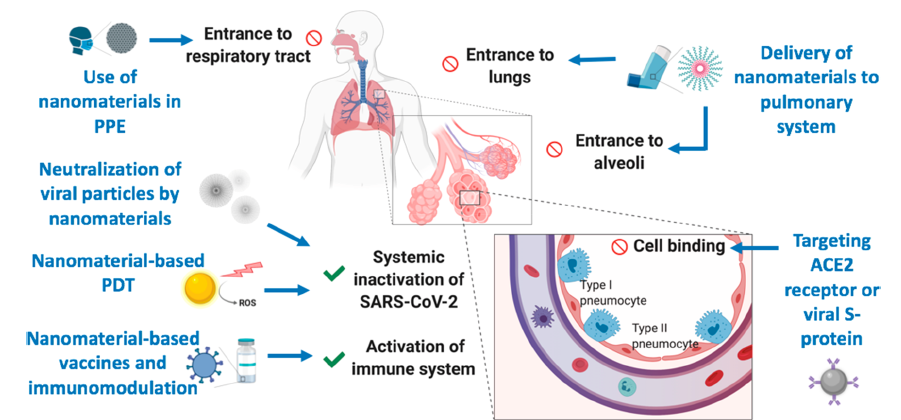 Use of
nanomaterials in
PPE
Entrance to
respiratory tract
Entrance to
lungs
Delivery of
nanomaterials to
pulmonary
system
Entrance to
alveoli
Neutralization of
viral particles by
nanomaterials
Nanomaterial-based
PDT
ROS
Systemic
inactivation of
SARS-CoV-2
Nanomaterial-based
vaccines and
immunomodulation
Activation of
immune system
Cell binding
Type I
pneumocyte
Type II
pneumocyte
Targeting
ACE2
receptor or
viral S-
protein